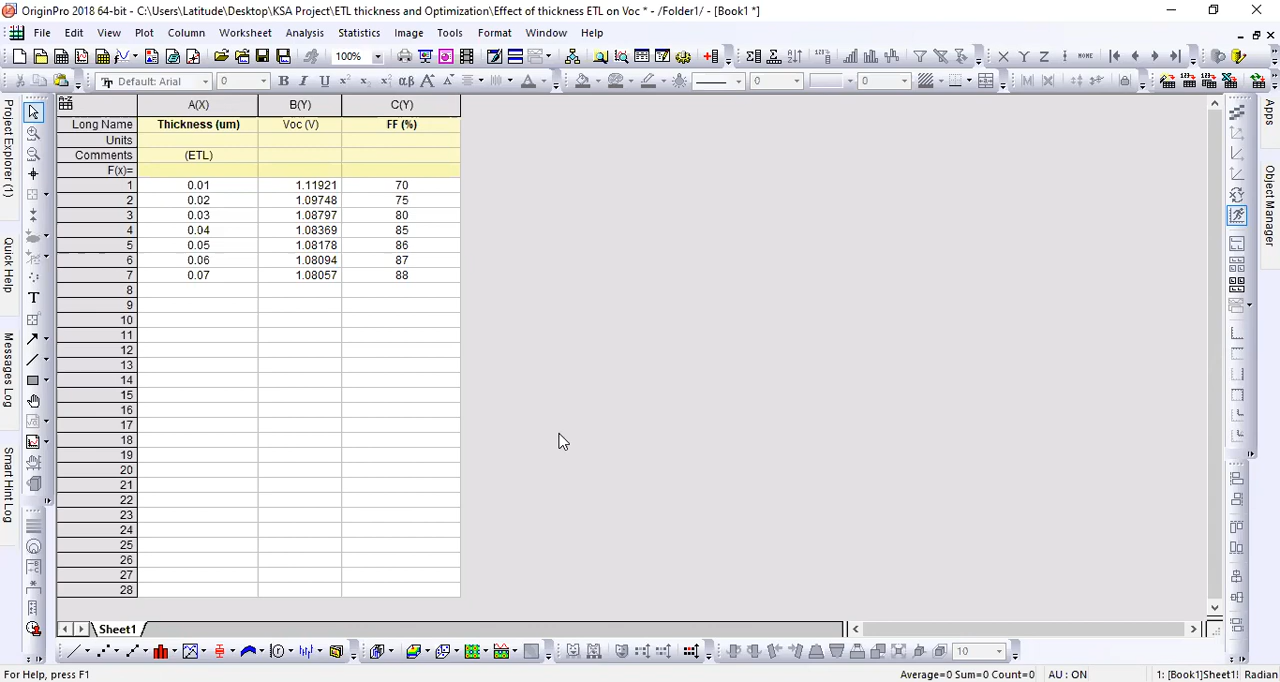 OriginPro 2018 64-bit - C:\Users\Latitude\Desktop\KSA Project\ETL thickness and Optimization\Effect of thickness ETL on Voc * - /Folder1/ - [Book1 *]
File Edit View Plot Column Worksheet Analysis Statistics Image Tools Format Window Help
100% X Y Z HOME
Default: Arial 0 B I U αβ A A A 0 0
A(X) B(Y) C(Y)
Long Name Thickness (um) Voc (V) FF (%)
Units
Comments (ETL)
F(x)=
1 0.01 1.11921 70
2 0.02 1.09748 75
3 0.03 1.08797 80
4 0.04 1.08369 85
5 0.05 1.08178 86
6 0.06 1.08094 87
7 0.07 1.08057 88
8
9
10
11
12
13
14
15
16
17
18
19
20
21
22
23
24
25
26
27
28
Sheet1
10
For Help, press F1 Average=0 Sum=0 Count=0 AU : ON 1: [Book1]Sheet1! Radian
Project Explorer (1)
Quick Help
Messages Log
Smart Hint Log
T
Apps
Object Manager